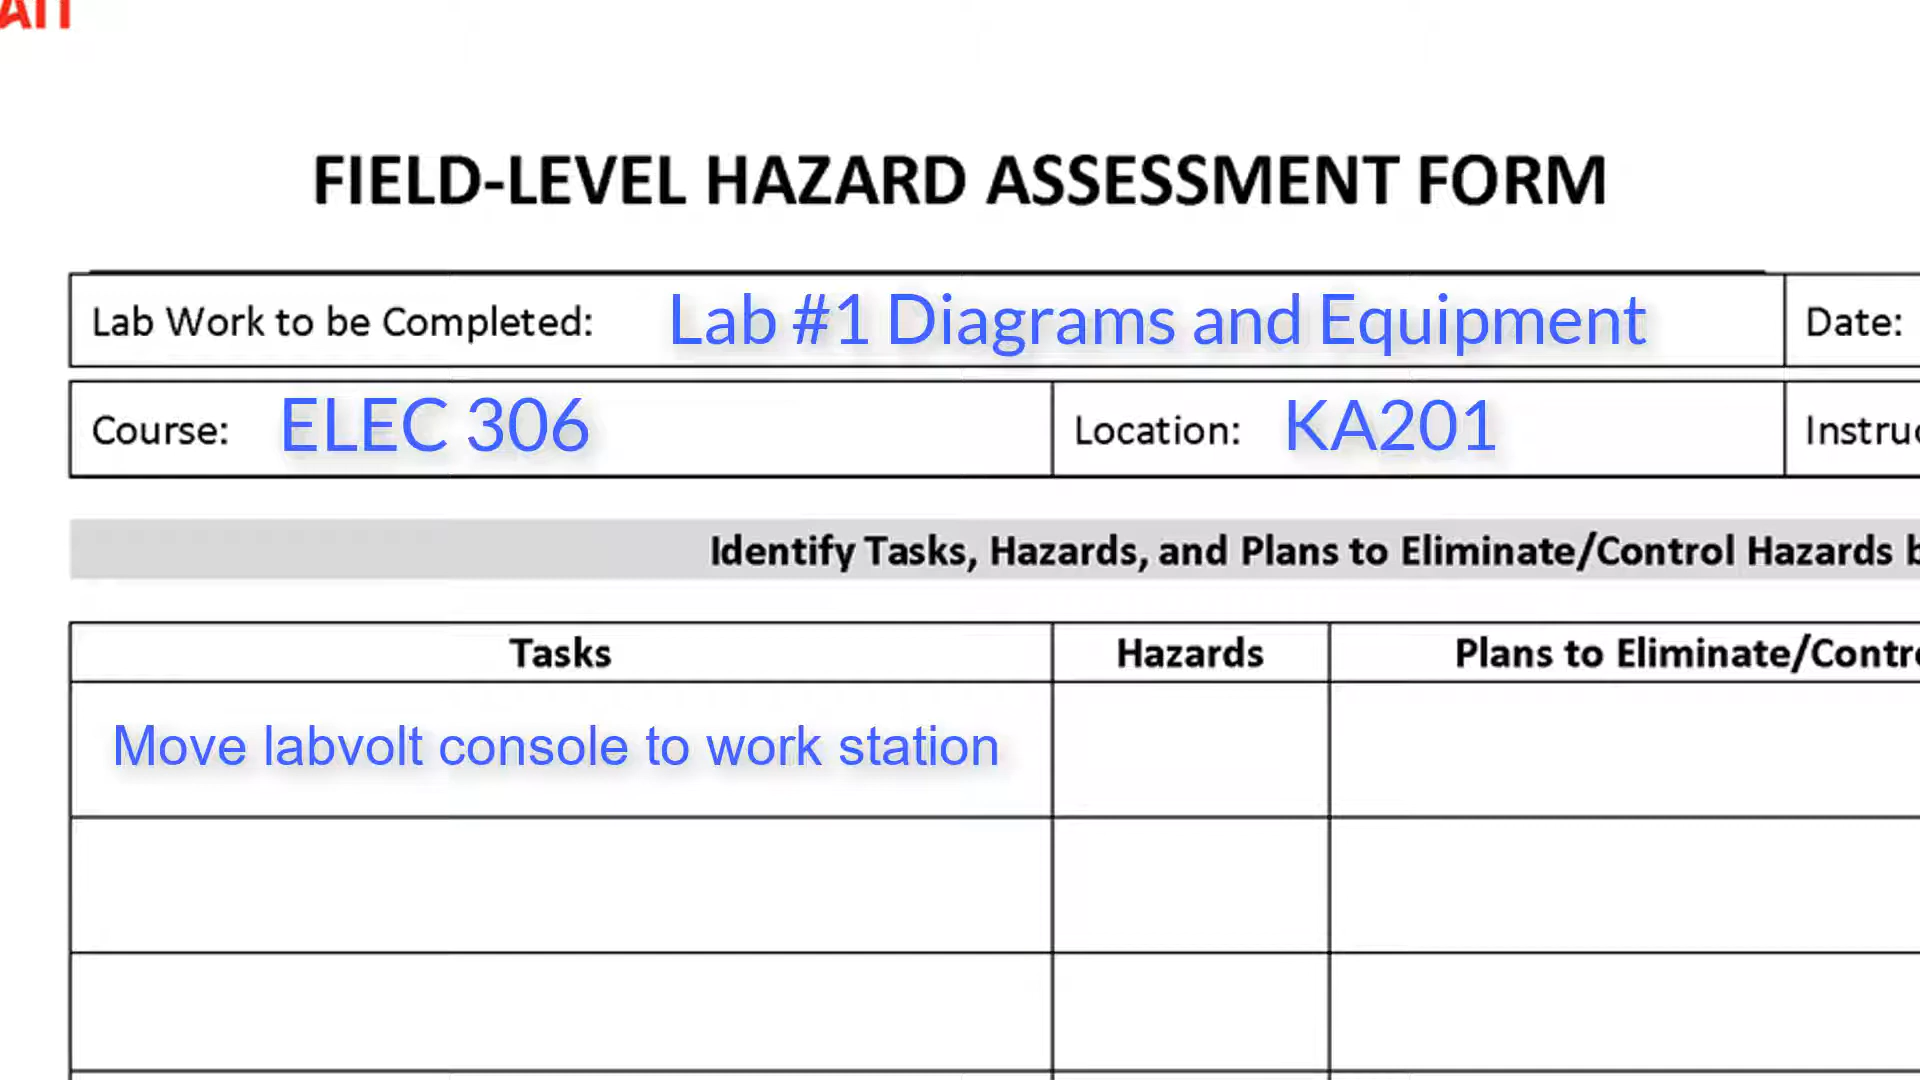 FIELD-LEVEL HAZARD ASSESSMENT FORM
Lab Work to be Completed: Lab #1 Diagrams and Equipment Date:
Course: ELEC 306 Location: KA201
Identify Tasks, Hazards, and Plans to Eliminate/Control Hazards
Tasks Hazards Plans to
Move labvolt console to work station